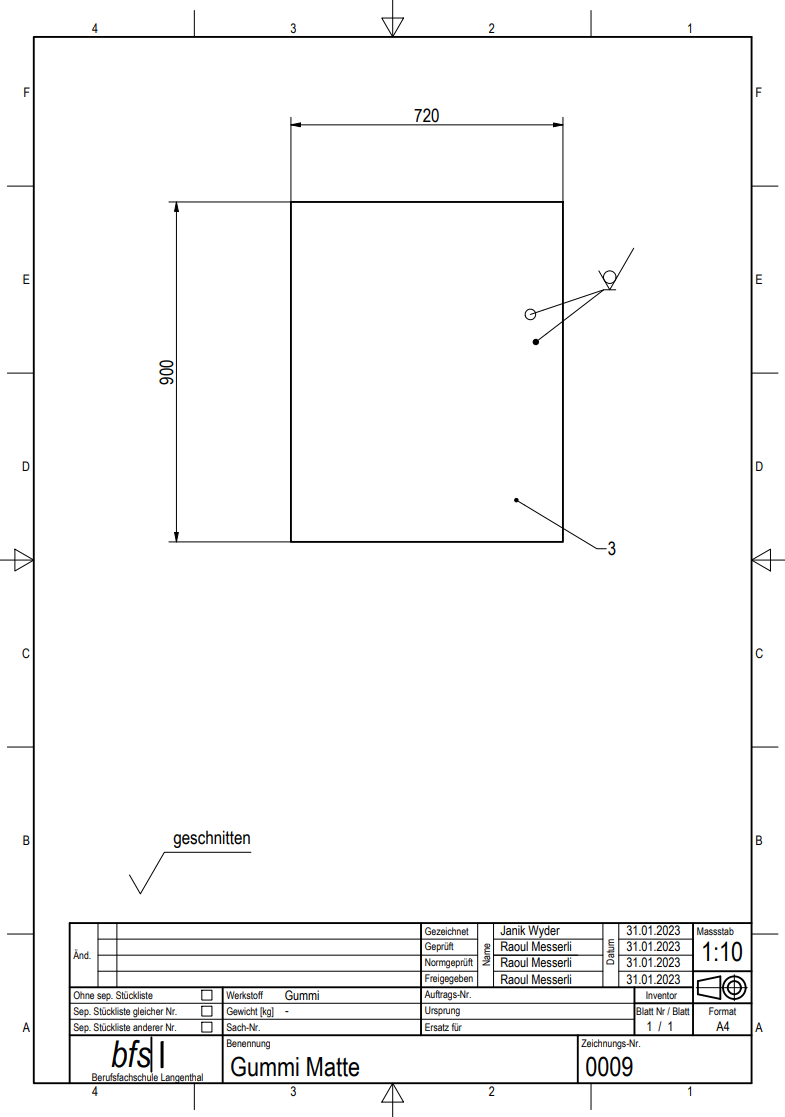 4 3 2 1
F F
720
E E
900
D D
3
C C
B B
geschnitten
Gezeichnet Name Janik Wyder Datum 31.01.2023 Massstab
Änd. Geprüft Raoul Messerli 31.01.2023 1:10
Normgeprüft Raoul Messerli 31.01.2023
Freigegeben Raoul Messerli 31.01.2023
Ohne sep. Stückliste Werkstoff Gummi Auftrags-Nr. Inventor
Sep. Stückliste gleicher Nr. Gewicht [kg] - Ursprung Blatt Nr / Blatt Format
Sep. Stückliste anderer Nr. Sach-Nr. Ersatz für 1 / 1 A4
A A
bfsl Benennung Zeichnungs-Nr.
Berufsfachschule Langenthal Gummi Matte 0009
4 3 2 1